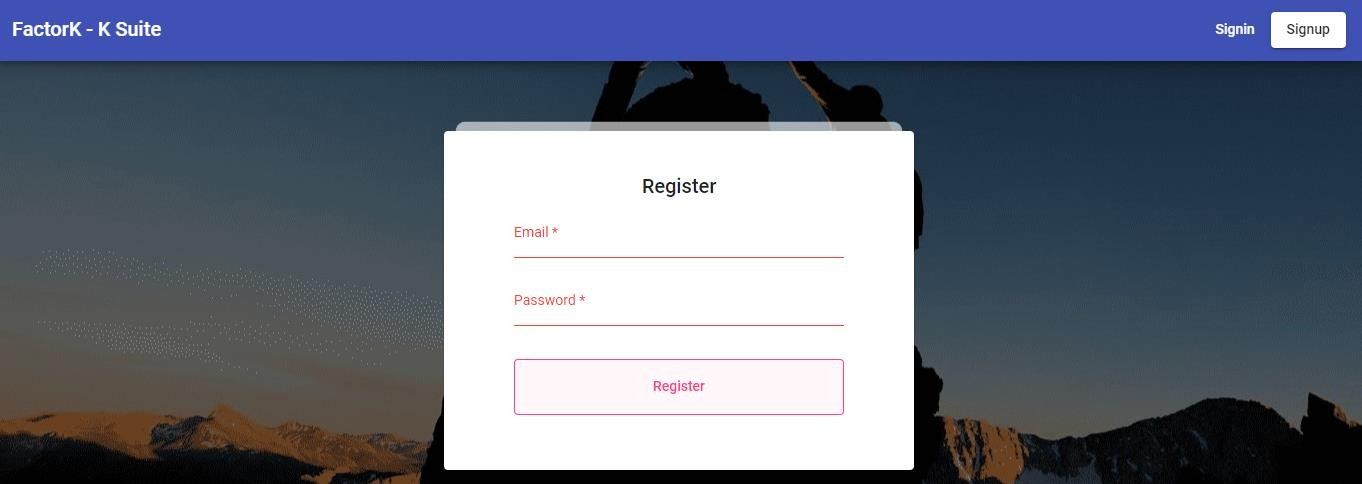 FactorK - K Suite
Signin
Signup
Register
Email *
Password *
Register